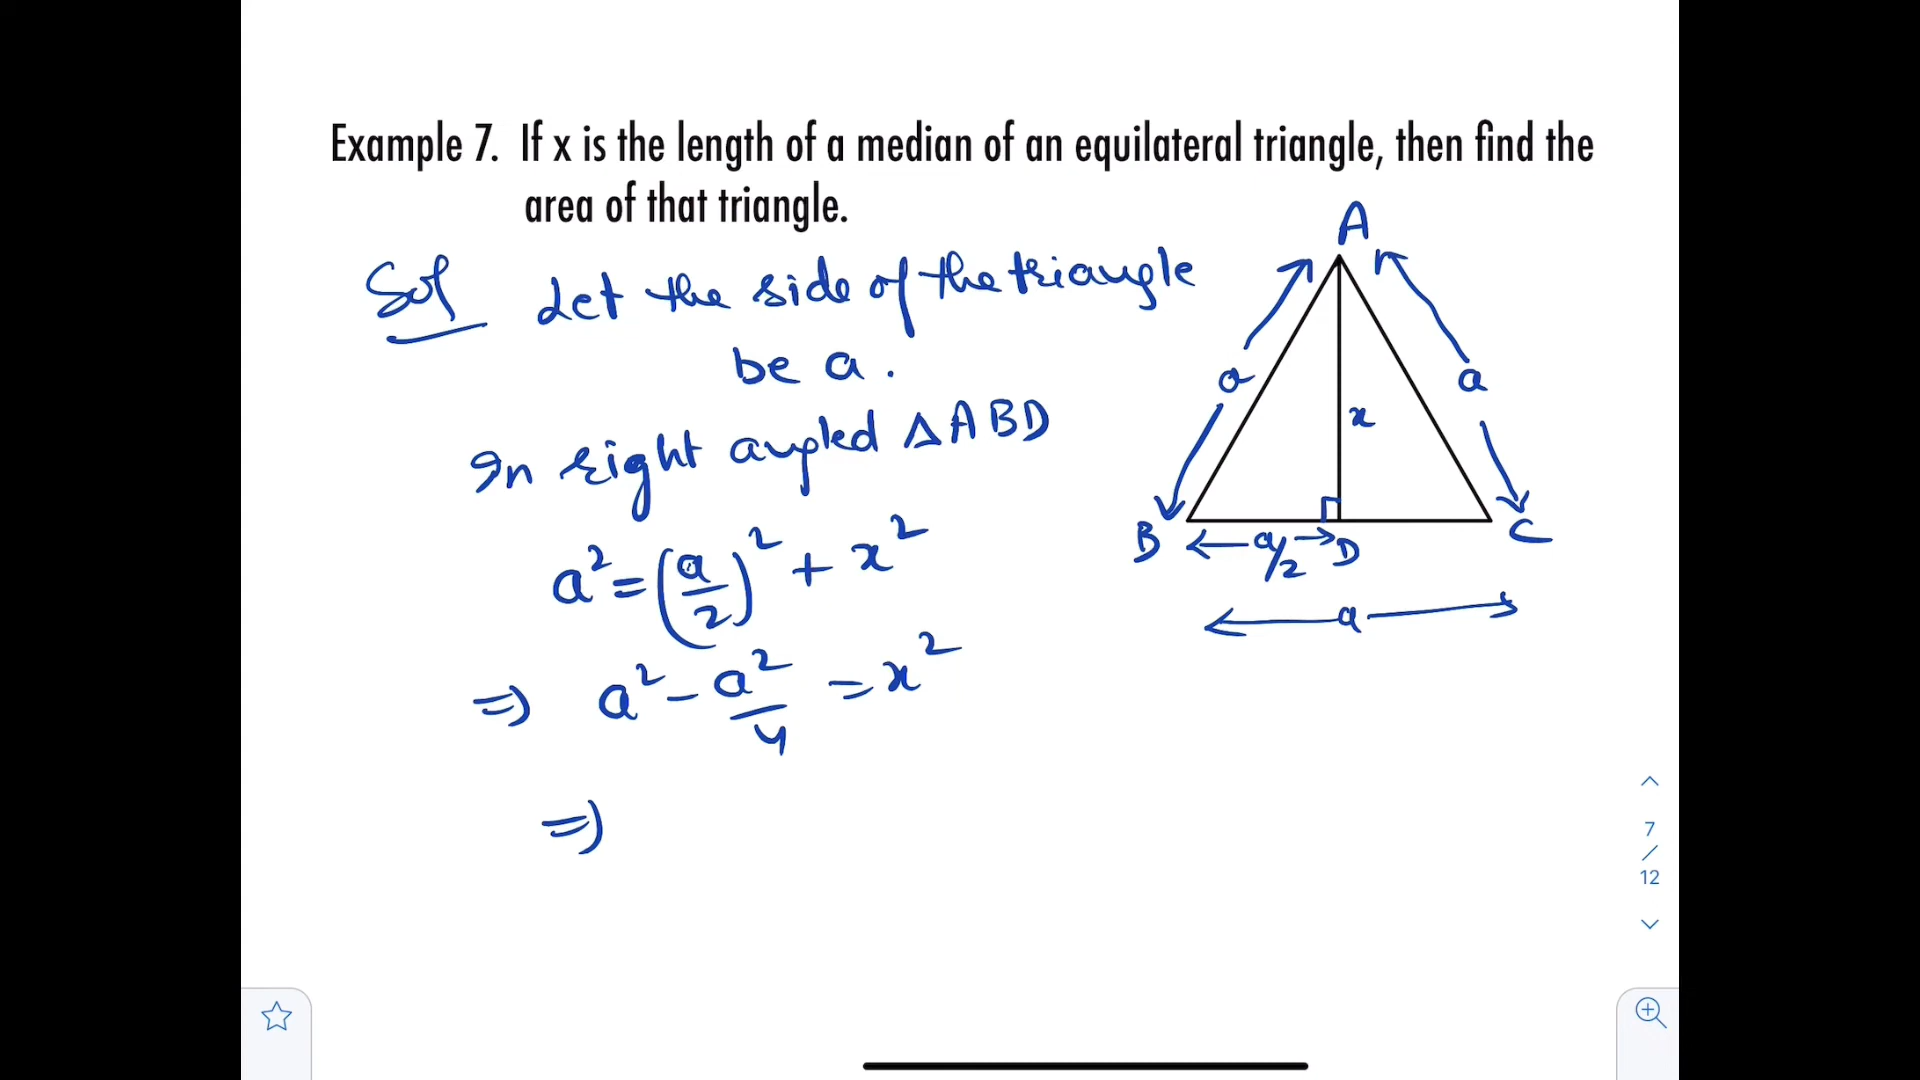 Example 7. If x is the length of a median of an equilateral triangle, then find the
area of that triangle.
A
Sol Let the side of the triangle
be a.
a
a
x
In right angled △ABD
B
a/2
D
C
a
a² = (a/2)² + x²
⇒ a² - a²/4 = x²
⇒
7
/
12